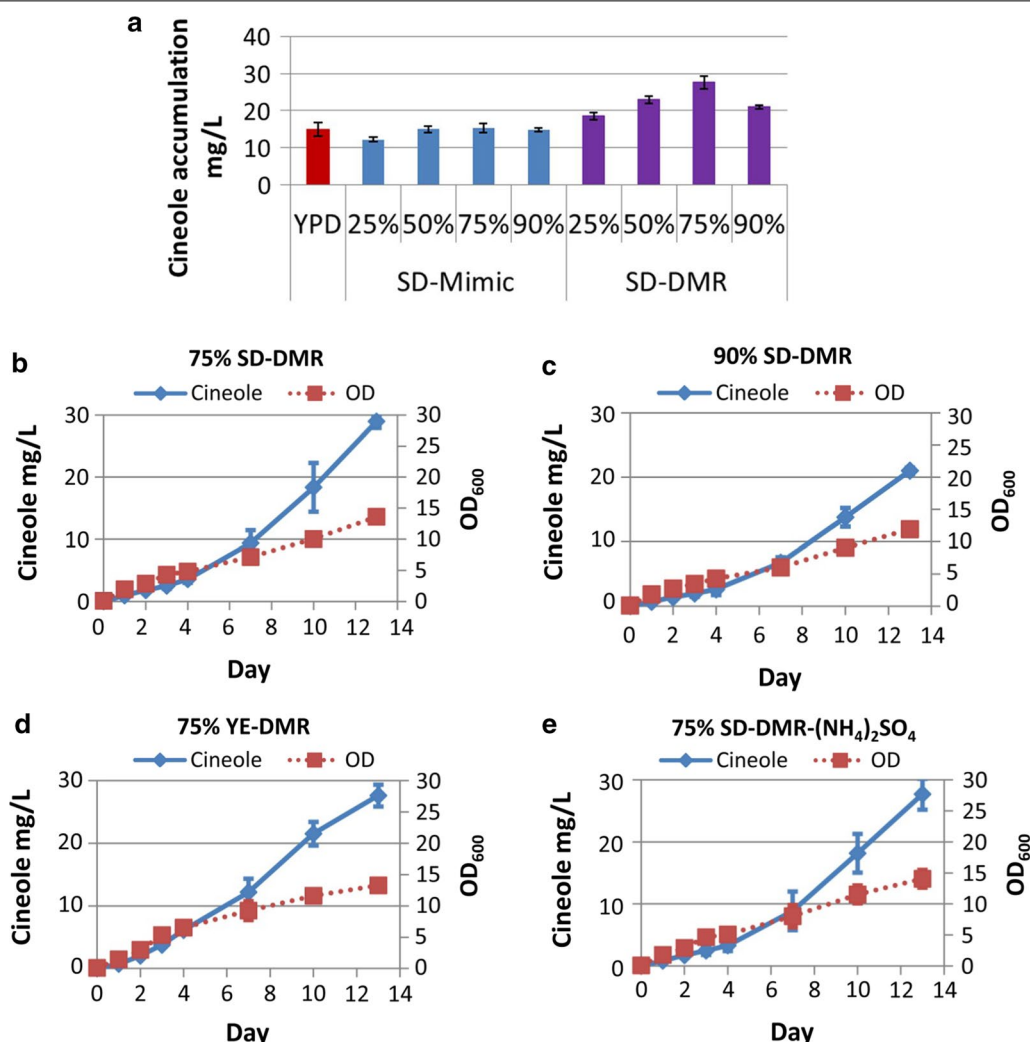 a
Cineole accumulation
mg/L
40
30
20
10
0
YPD 25% 50% 75% 90% 25% 50% 75% 90%
SD-Mimic SD-DMR
b
75% SD-DMR
Cineole OD
Cineole mg/L
30
20
10
0
30
25
20
15
10
5
0
OD₆₀₀
0 2 4 6 8 10 12 14
Day
c
90% SD-DMR
Cineole OD
Cineole mg/L
30
20
10
0
30
25
20
15
10
5
0
OD₆₀₀
0 2 4 6 8 10 12 14
Day
d
75% YE-DMR
Cineole OD
Cineole mg/L
30
20
10
0
30
25
20
15
10
5
0
OD₆₀₀
0 2 4 6 8 10 12 14
Day
e
75% SD-DMR-(NH₄)₂SO₄
Cineole OD
Cineole mg/L
30
20
10
0
30
25
20
15
10
5
0
OD₆₀₀
0 2 4 6 8 10 12 14
Day